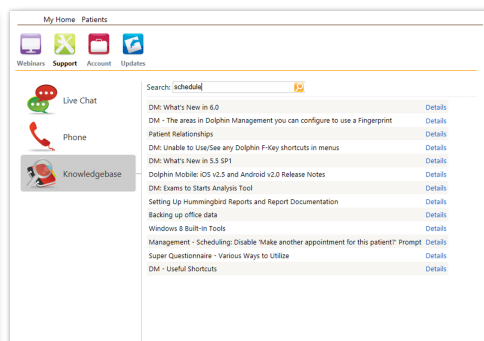 My Home Patients
Webinars Support Account Updates
Live Chat
Phone
Knowledgebase
Search: schedule
DM: What's New in 6.0 Details
DM - The areas in Dolphin Management you can configure to use a Fingerprint Details
Patient Relationships Details
DM: Unable to Use/See any Dolphin F-Key shortcuts in menus Details
DM: What's New in 5.5 SP1 Details
Dolphin Mobile: iOS v2.5 and Android v2.0 Release Notes Details
DM: Exams to Starts Analysis Tool Details
Setting Up Hummingbird Reports and Report Documentation Details
Backing up office data Details
Windows 8 Built-In Tools Details
Management - Scheduling: Disable 'Make another appointment for this patient?' Prompt Details
Super Questionnaire - Various Ways to Utilize Details
DM - Useful Shortcuts Details